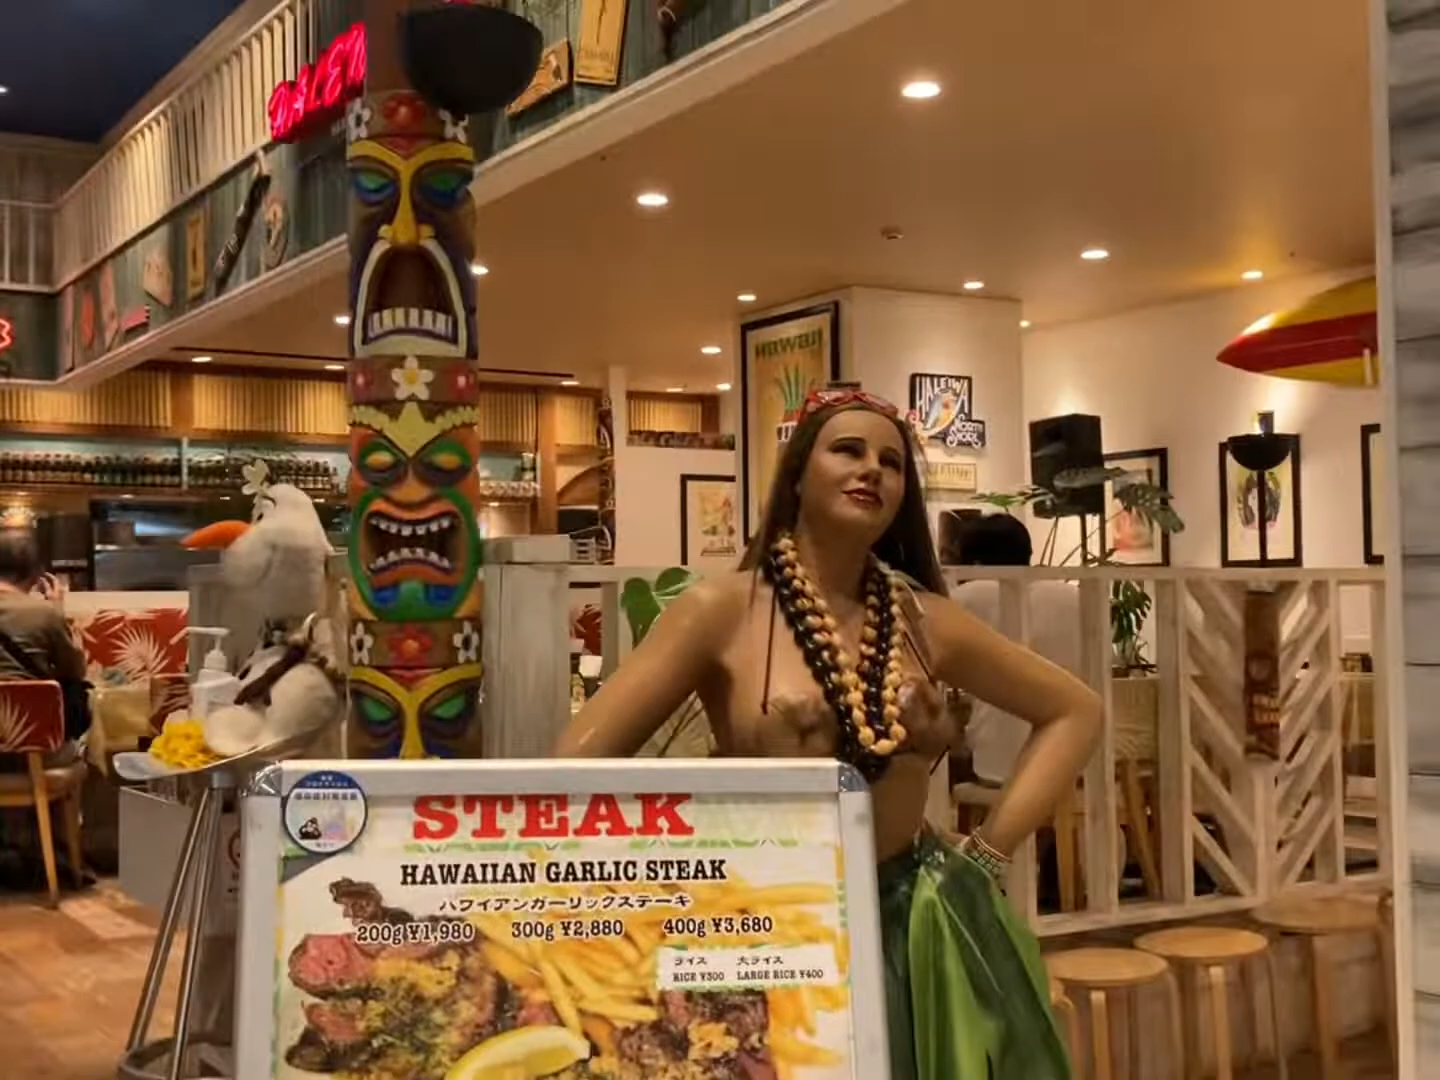 HAWAII
HALEIWA
NORTH
SHORE
STEAK
HAWAIIAN GARLIC STEAK
ハワイアンガーリックステーキ
200g ¥1,980 300g ¥2,880 400g ¥3,680
ライス 大ライス
RICE ¥300 LARGE RICE ¥400